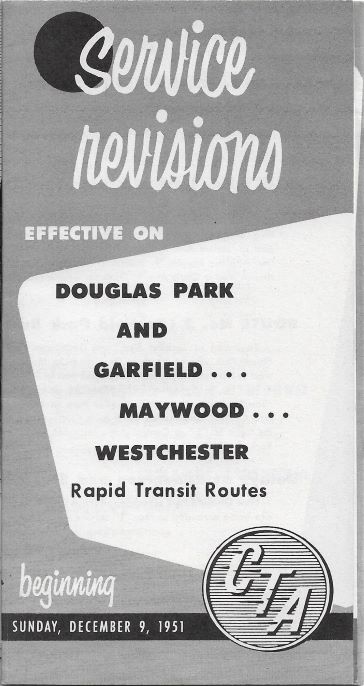 Service
revisions
EFFECTIVE ON
DOUGLAS PARK
AND
GARFIELD...
MAYWOOD...
WESTCHESTER
Rapid Transit Routes
beginning
SUNDAY, DECEMBER 9, 1951
CTA